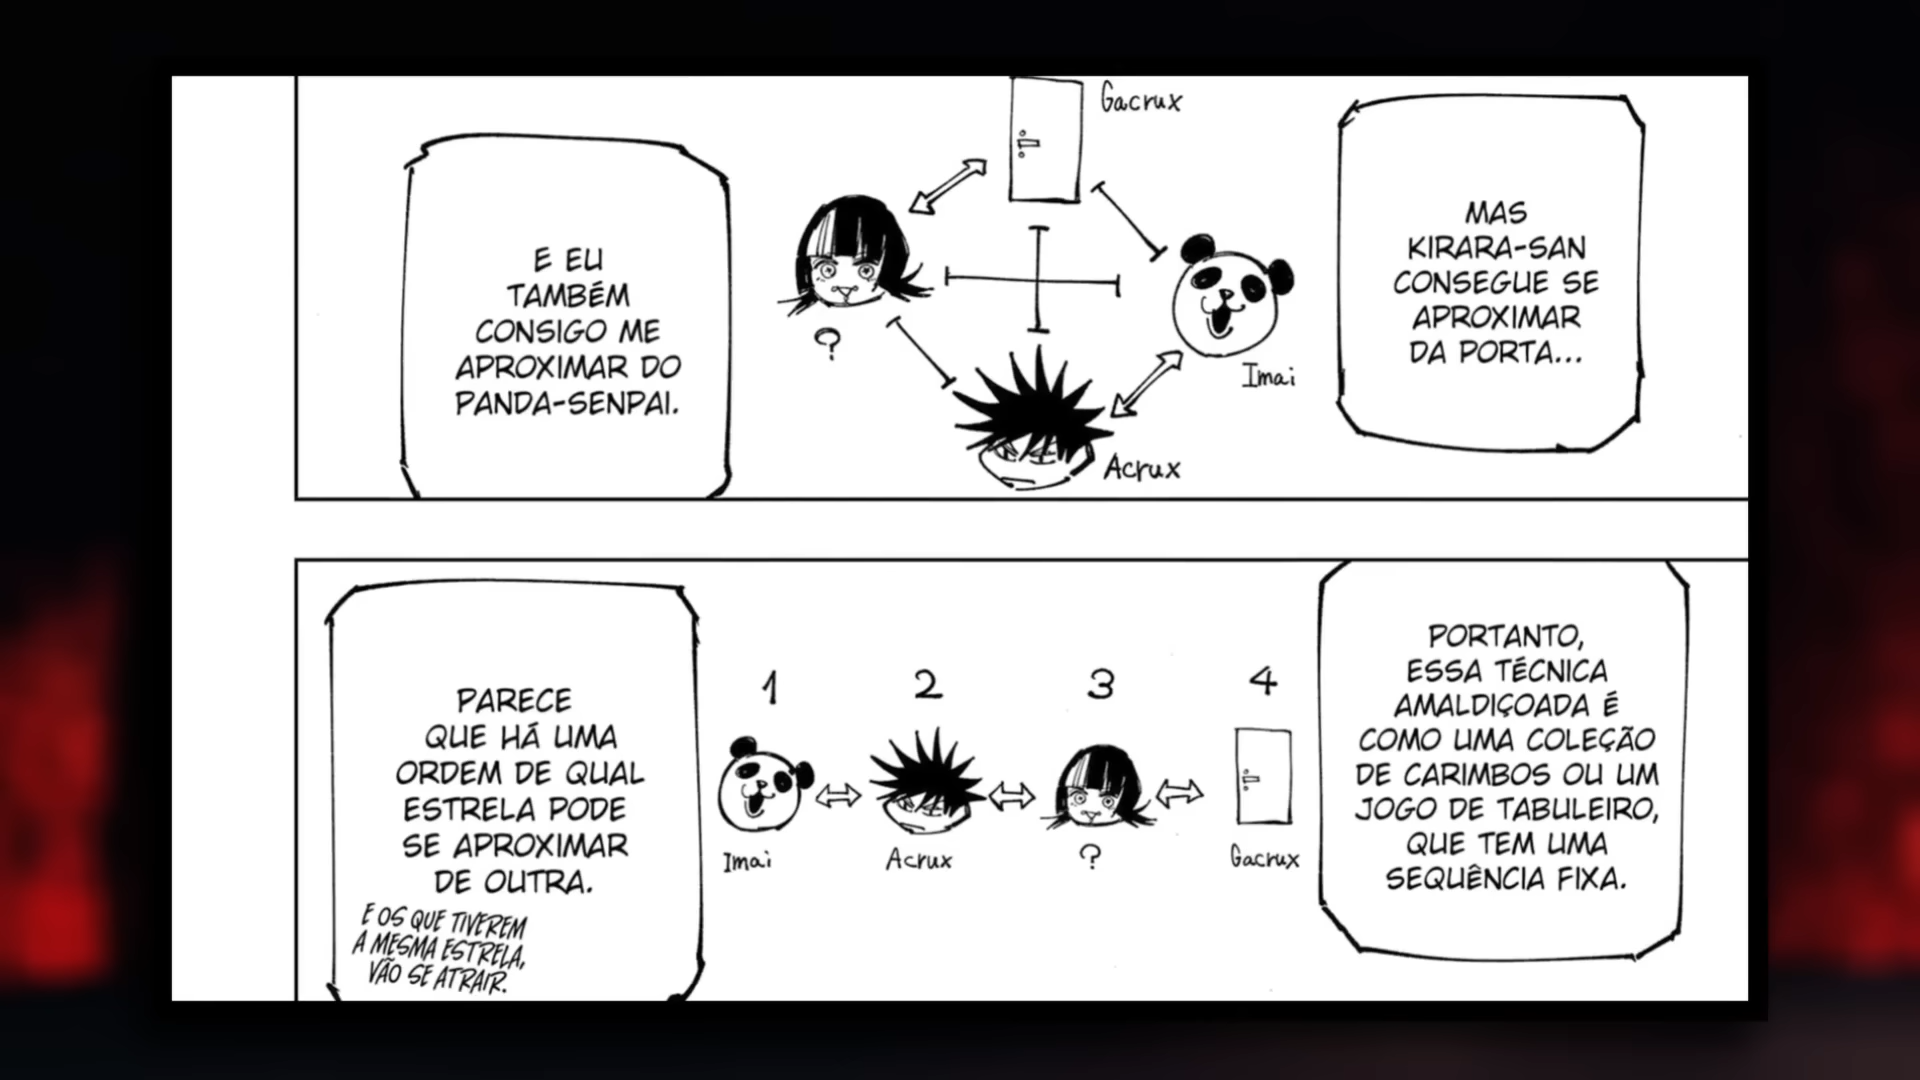 Gacrux
MAS
KIRARA-SAN
CONSEGUE SE
APROXIMAR
DA PORTA...
?
Imai
Acrux
E EU
TAMBÉM
CONSIGO ME
APROXIMAR DO
PANDA-SENPAI.
PORTANTO,
ESSA TÉCNICA
AMALDIÇOADA É
COMO UMA COLEÇÃO
DE CARIMBOS OU UM
JOGO DE TABULEIRO,
QUE TEM UMA
SEQUÊNCIA FIXA.
1 2 3 4
Imai Acrux ? Gacrux
PARECE
QUE HÁ UMA
ORDEM DE QUAL
ESTRELA PODE
SE APROXIMAR
DE OUTRA.
E OS QUE TIVEREM
A MESMA ESTRELA,
VÃO SE ATRAIR.